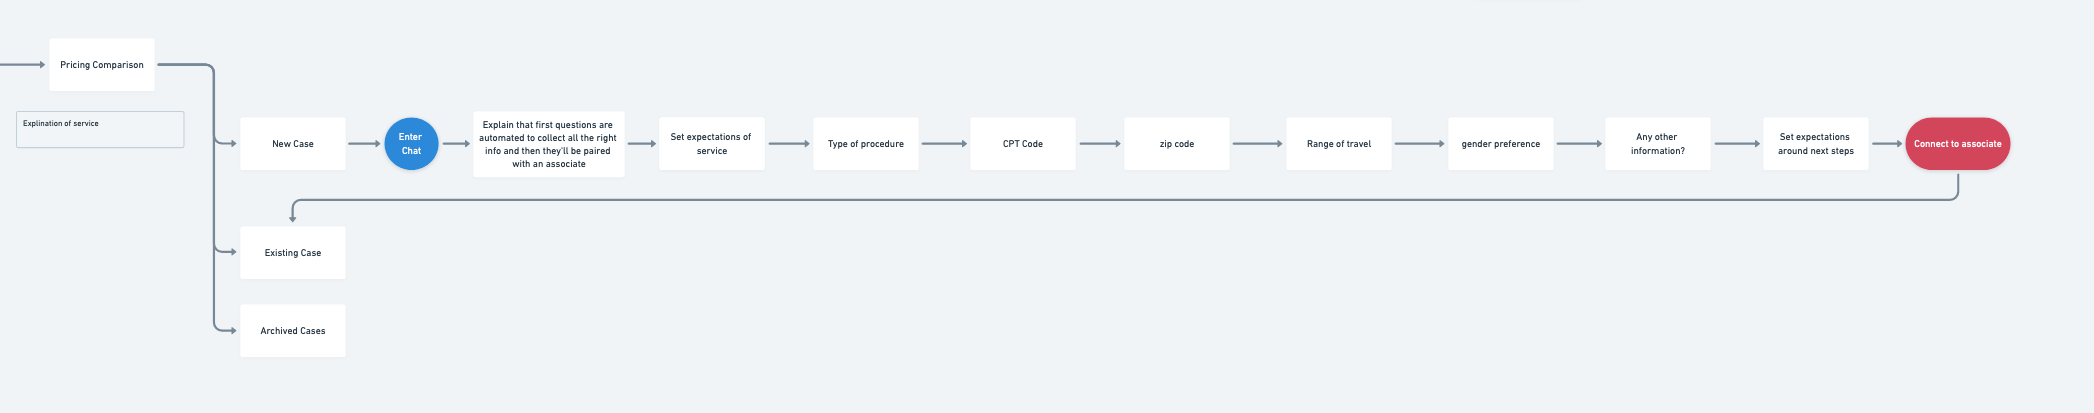 Pricing Comparison
Explination of service
New Case
Enter
Chat
Explain that first questions are
automated to collect all the right
info and then they'll be paired
with an associate
Set expectations of
service
Type of procedure
CPT Code
zip code
Range of travel
gender preference
Any other
information?
Set expectations
around next steps
Connect to associate
Existing Case
Archived Cases